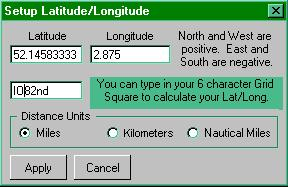 Setup Latitude/Longitude
Latitude Longitude
52.14583333 2.875
North and West are
positive. East and
South are negative.
IO82nd
You can type in your 6 character Grid
Square to calculate your Lat/Long.
Distance Units
Miles Kilometers Nautical Miles
Apply Cancel